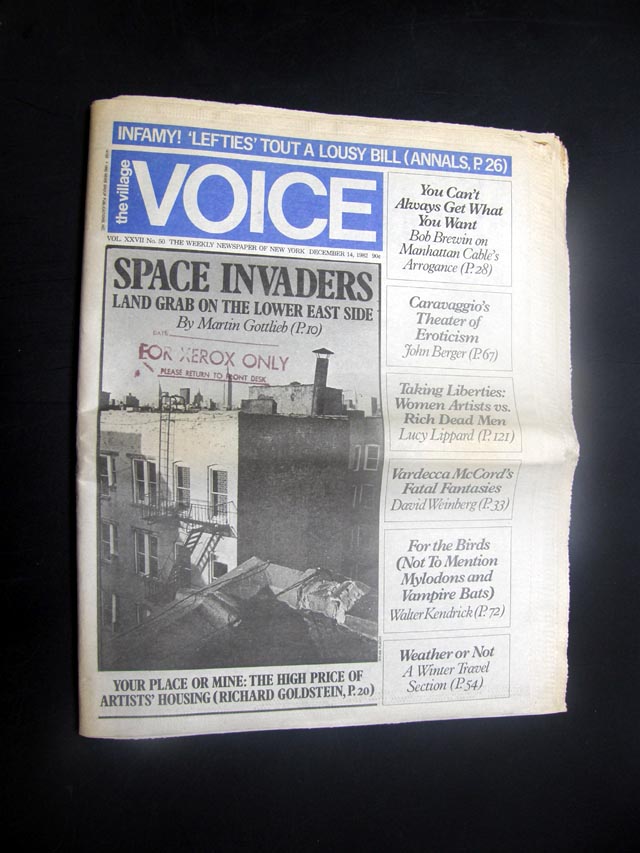 INFAMY! 'LEFTIES' TOUT A LOUSY BILL (ANNALS, P. 26)
the village
VOICE
VOL. XXVII No. 50 THE WEEKLY NEWSPAPER OF NEW YORK DECEMBER 14, 1982 90¢
SPACE INVADERS
LAND GRAB ON THE LOWER EAST SIDE
By Martin Gottlieb (P. 10)
DATE
FOR XEROX ONLY
PLEASE RETURN TO FRONT DESK
YOUR PLACE OR MINE: THE HIGH PRICE OF
ARTISTS' HOUSING (RICHARD GOLDSTEIN, P. 20)
You Can't
Always Get What
You Want
Bob Brewin on
Manhattan Cable's
Arrogance (P. 28)
Caravaggio's
Theater of
Eroticism
John Berger (P. 67)
Taking Liberties:
Women Artists vs.
Rich Dead Men
Lucy Lippard (P. 121)
Vardecca McCord's
Fatal Fantasies
David Weinberg (P. 33)
For the Birds
(Not To Mention
Mylodons and
Vampire Bats)
Walter Kendrick (P. 72)
Weather or Not
A Winter Travel
Section (P. 54)